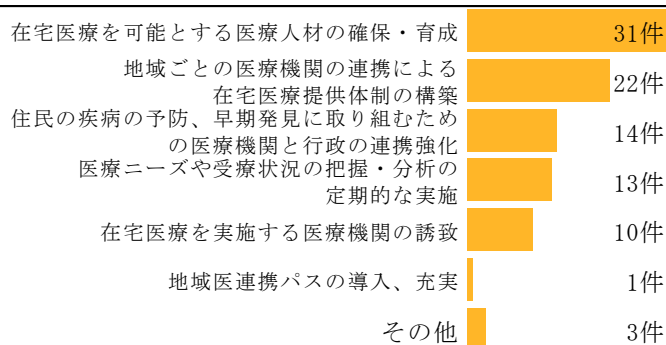 在宅医療を可能とする医療人材の確保・育成 31件
地域ごとの医療機関の連携による
在宅医療提供体制の構築 22件
住民の疾病の予防、早期発見に取り組むため
の医療機関と行政の連携強化 14件
医療ニーズや受療状況の把握・分析の
定期的な実施 13件
在宅医療を実施する医療機関の誘致 10件
地域医連携パスの導入、充実 1件
その他 3件